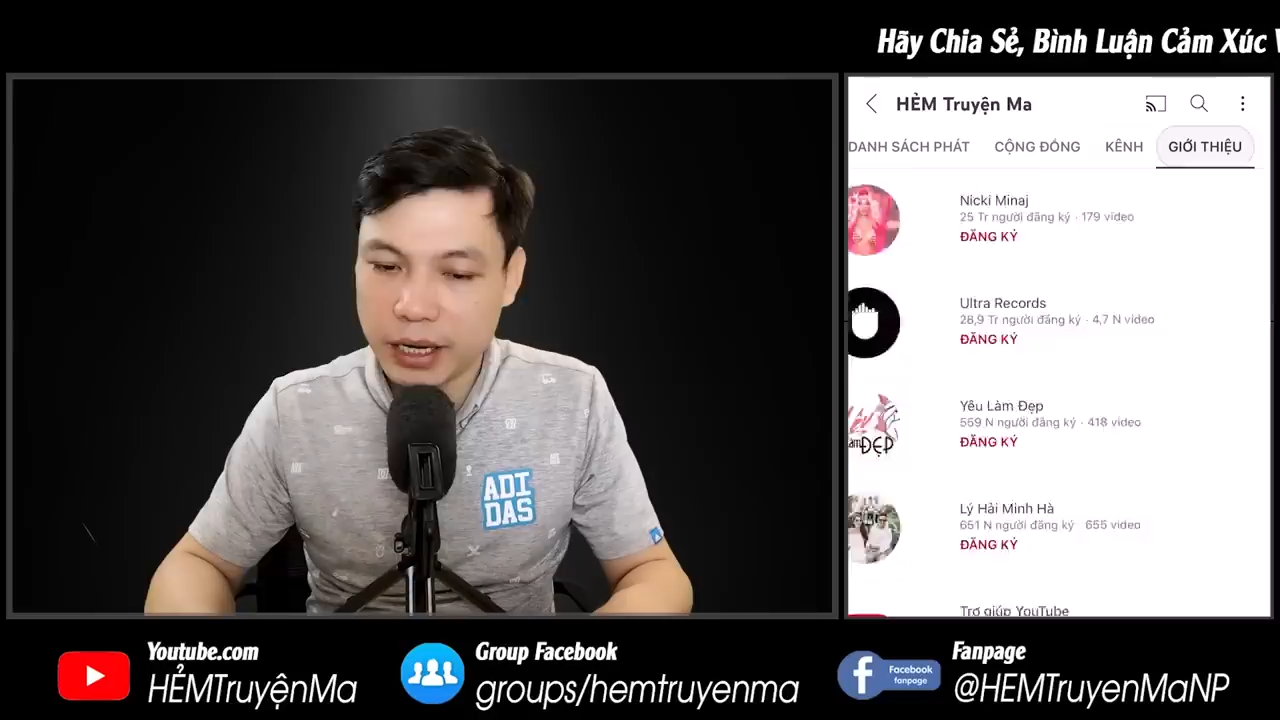 Hãy Chia Sẻ, Bình Luận Cảm Xúc
HẺM Truyện Ma
DANH SÁCH PHÁT CỘNG ĐỒNG KÊNH GIỚI THIỆU
Nicki Minaj
25 Tr người đăng ký · 179 video
ĐĂNG KÝ
Ultra Records
28,9 Tr người đăng ký · 4,7 N video
ĐĂNG KÝ
Yêu Làm Đẹp
559 N người đăng ký · 418 video
ĐĂNG KÝ
ĐẸP
Lý Hải Minh Hà
651 N người đăng ký · 655 video
ĐĂNG KÝ
Trợ giúp YouTube
ADI
DAS
Youtube.com
HẺMTruyệnMa
Group Facebook
groups/hemtruyenma
Facebook
fanpage
Fanpage
@HEMTruyenMaNP